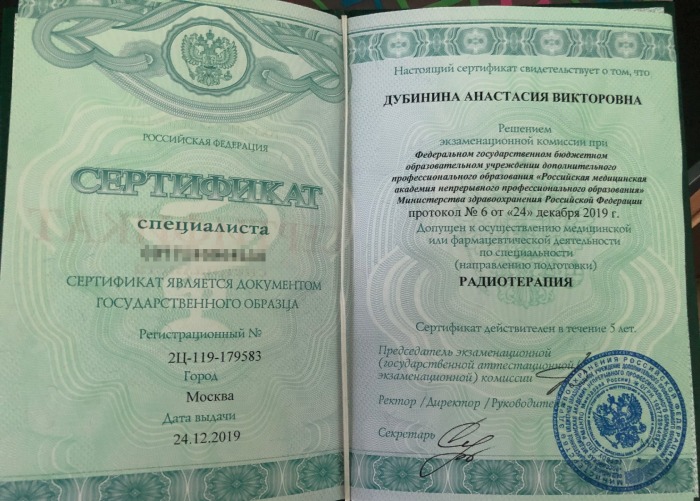 РОССИЙСКАЯ ФЕДЕРАЦИЯ
СЕРТИФИКАТ
специалиста
СЕРТИФИКАТ ЯВЛЯЕТСЯ ДОКУМЕНТОМ
ГОСУДАРСТВЕННОГО ОБРАЗЦА
Регистрационный №
2Ц-119-179583
Город
Москва
Дата выдачи
24.12.2019
Настоящий сертификат свидетельствует о том, что
ДУБИНИНА АНАСТАСИЯ ВИКТОРОВНА
Решением
экзаменационной комиссии при
Федеральном государственном бюджетном
образовательном учреждении дополнительного
профессионального образования «Российская медицинская
академия непрерывного профессионального образования»
Министерства здравоохранения Российской Федерации
протокол № 6 от «24» декабря 2019 г.
Допущен к осуществлению медицинской
или фармацевтической деятельности
по специальности
(направлению подготовки)
РАДИОТЕРАПИЯ
Сертификат действителен в течение 5 лет.
Председатель экзаменационной
(государственной аттестационной,
экзаменационной) комиссии
Ректор / Директор / Руководитель
Секретарь